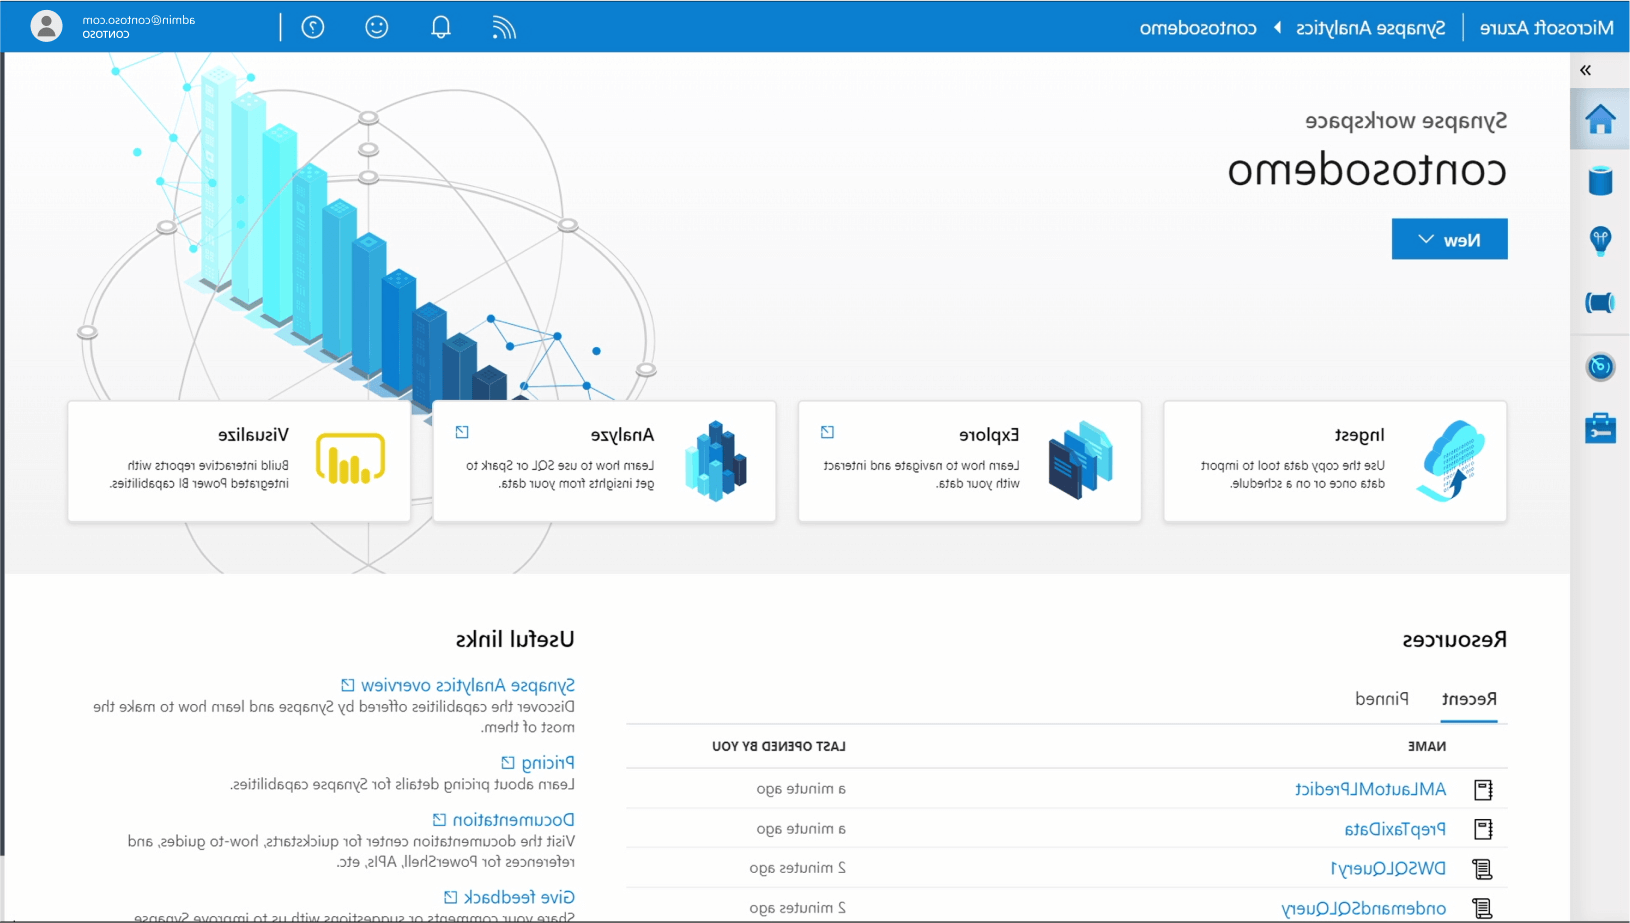 Microsoft Azure
Synapse Analytics
contosodemo
admin@contoso.com
CONTOSO
Synapse workspace
contosodemo
New
Ingest
Use the copy data tool to import
data once or on a schedule.
Explore
Learn how to navigate and interact
with your data.
Analyze
Learn how to use SQL or Spark to
get insights from your data.
Visualize
Build interactive reports with
integrated Power BI capabilities.
Resources
Recent
Pinned
NAME
LAST OPENED BY YOU
AMLautoMLPredict
a minute ago
PrepTaxiData
a minute ago
DWSQLQuery1
2 minutes ago
ondemandSQLQuery
2 minutes ago
Useful links
Synapse Analytics overview
Discover the capabilities offered by Synapse and learn how to make the
most of them.
Pricing
Learn about pricing details for Synapse capabilities.
Documentation
Visit the documentation center for quickstarts, how-to guides, and
references for PowerShell, APIs, etc.
Give feedback
Share your comments or suggestions with us to improve Synapse